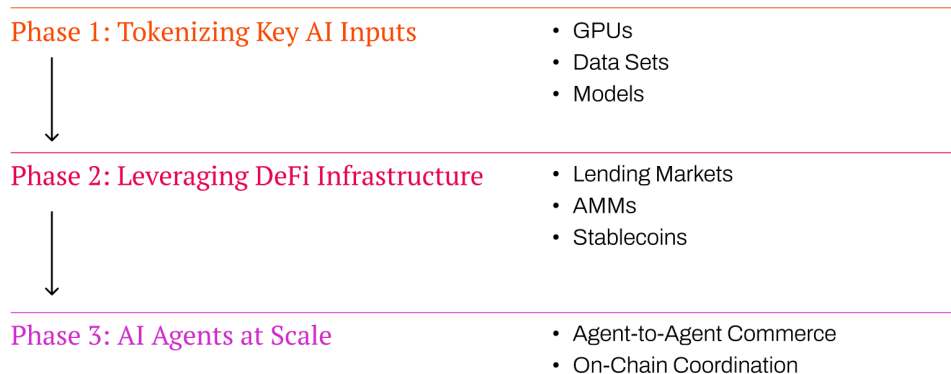 Phase 1: Tokenizing Key AI Inputs
• GPUs
• Data Sets
• Models
Phase 2: Leveraging DeFi Infrastructure
• Lending Markets
• AMMs
• Stablecoins
Phase 3: AI Agents at Scale
• Agent-to-Agent Commerce
• On-Chain Coordination